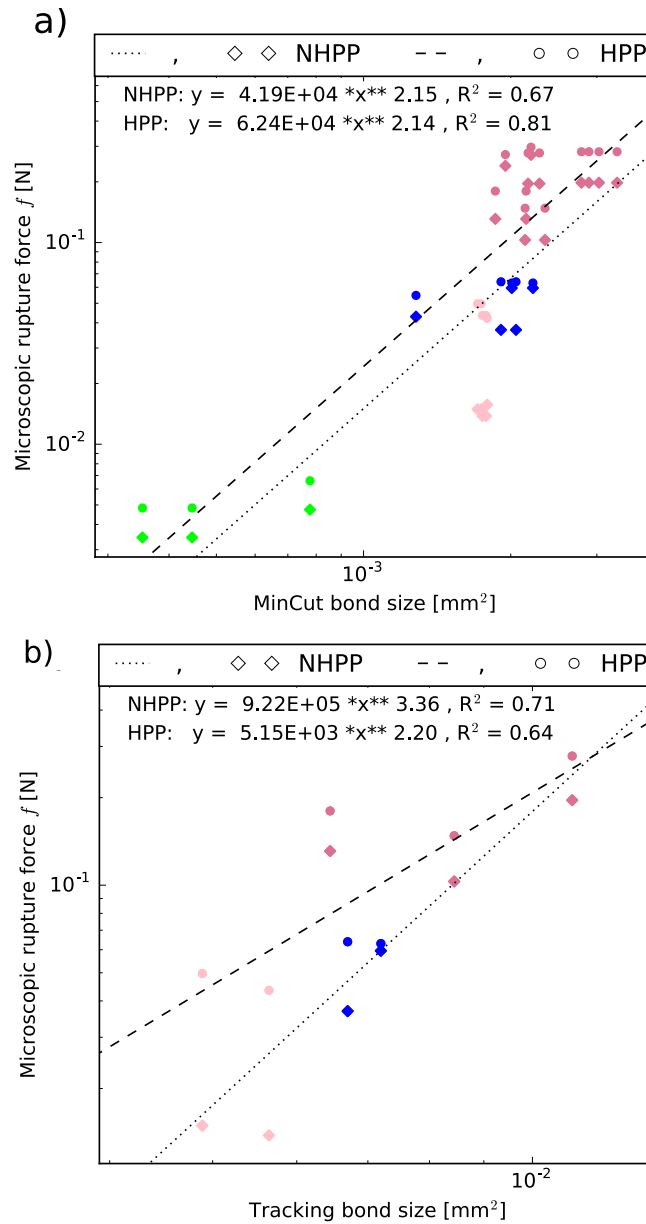 a)
, NHPP , HPP
NHPP: y = 4.19E+04 *x** 2.15 , R² = 0.67
HPP: y = 6.24E+04 *x** 2.14 , R² = 0.81
Microscopic rupture force f [N]
10⁻¹
10⁻²
10⁻³
MinCut bond size [mm²]
b)
, NHPP , HPP
NHPP: y = 9.22E+05 *x** 3.36 , R² = 0.71
HPP: y = 5.15E+03 *x** 2.20 , R² = 0.64
Microscopic rupture force f [N]
10⁻¹
10⁻²
Tracking bond size [mm²]